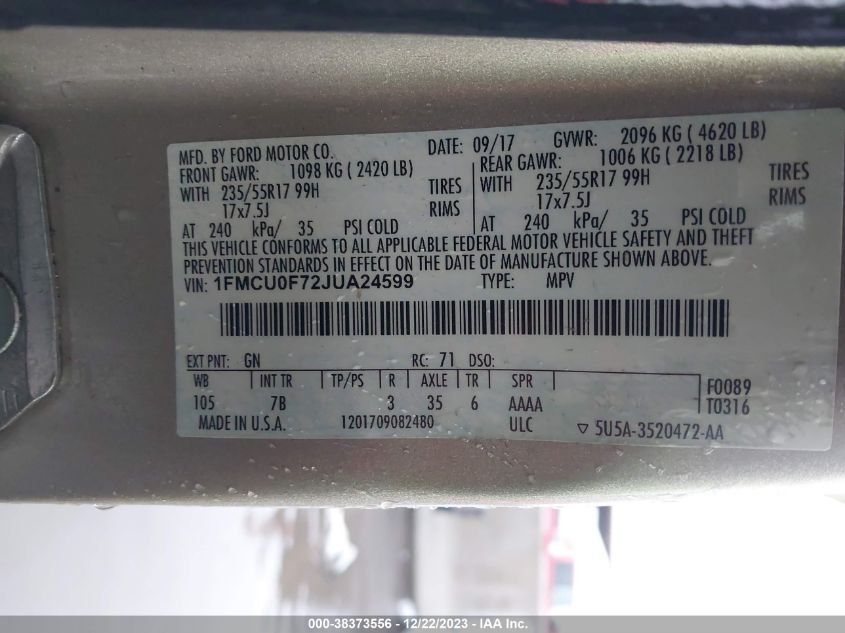 MFD. BY FORD MOTOR CO.
DATE: 09/17 GVWR: 2096 KG ( 4620 LB)
FRONT GAWR: 1098 KG ( 2420 LB)
REAR GAWR: 1006 KG ( 2218 LB)
WITH 235/55R17 99H TIRES
WITH 235/55R17 99H TIRES
17x7.5J RIMS
17x7.5J RIMS
AT 240 kPa/ 35 PSI COLD
AT 240 kPa/ 35 PSI COLD
THIS VEHICLE CONFORMS TO ALL APPLICABLE FEDERAL MOTOR VEHICLE SAFETY AND THEFT
PREVENTION STANDARDS IN EFFECT ON THE DATE OF MANUFACTURE SHOWN ABOVE.
VIN: 1FMCU0F72JUA24599 TYPE: MPV
EXT PNT: GN RC: 71 DSO:
WB INT TR TP/PS R AXLE TR SPR
105 7B 3 35 6 AAAA
F0089
T0316
MADE IN U.S.A. 1201709082480 ULC ▽ 5U5A-3520472-AA
000-38373556 - 12/22/2023 - IAA Inc.